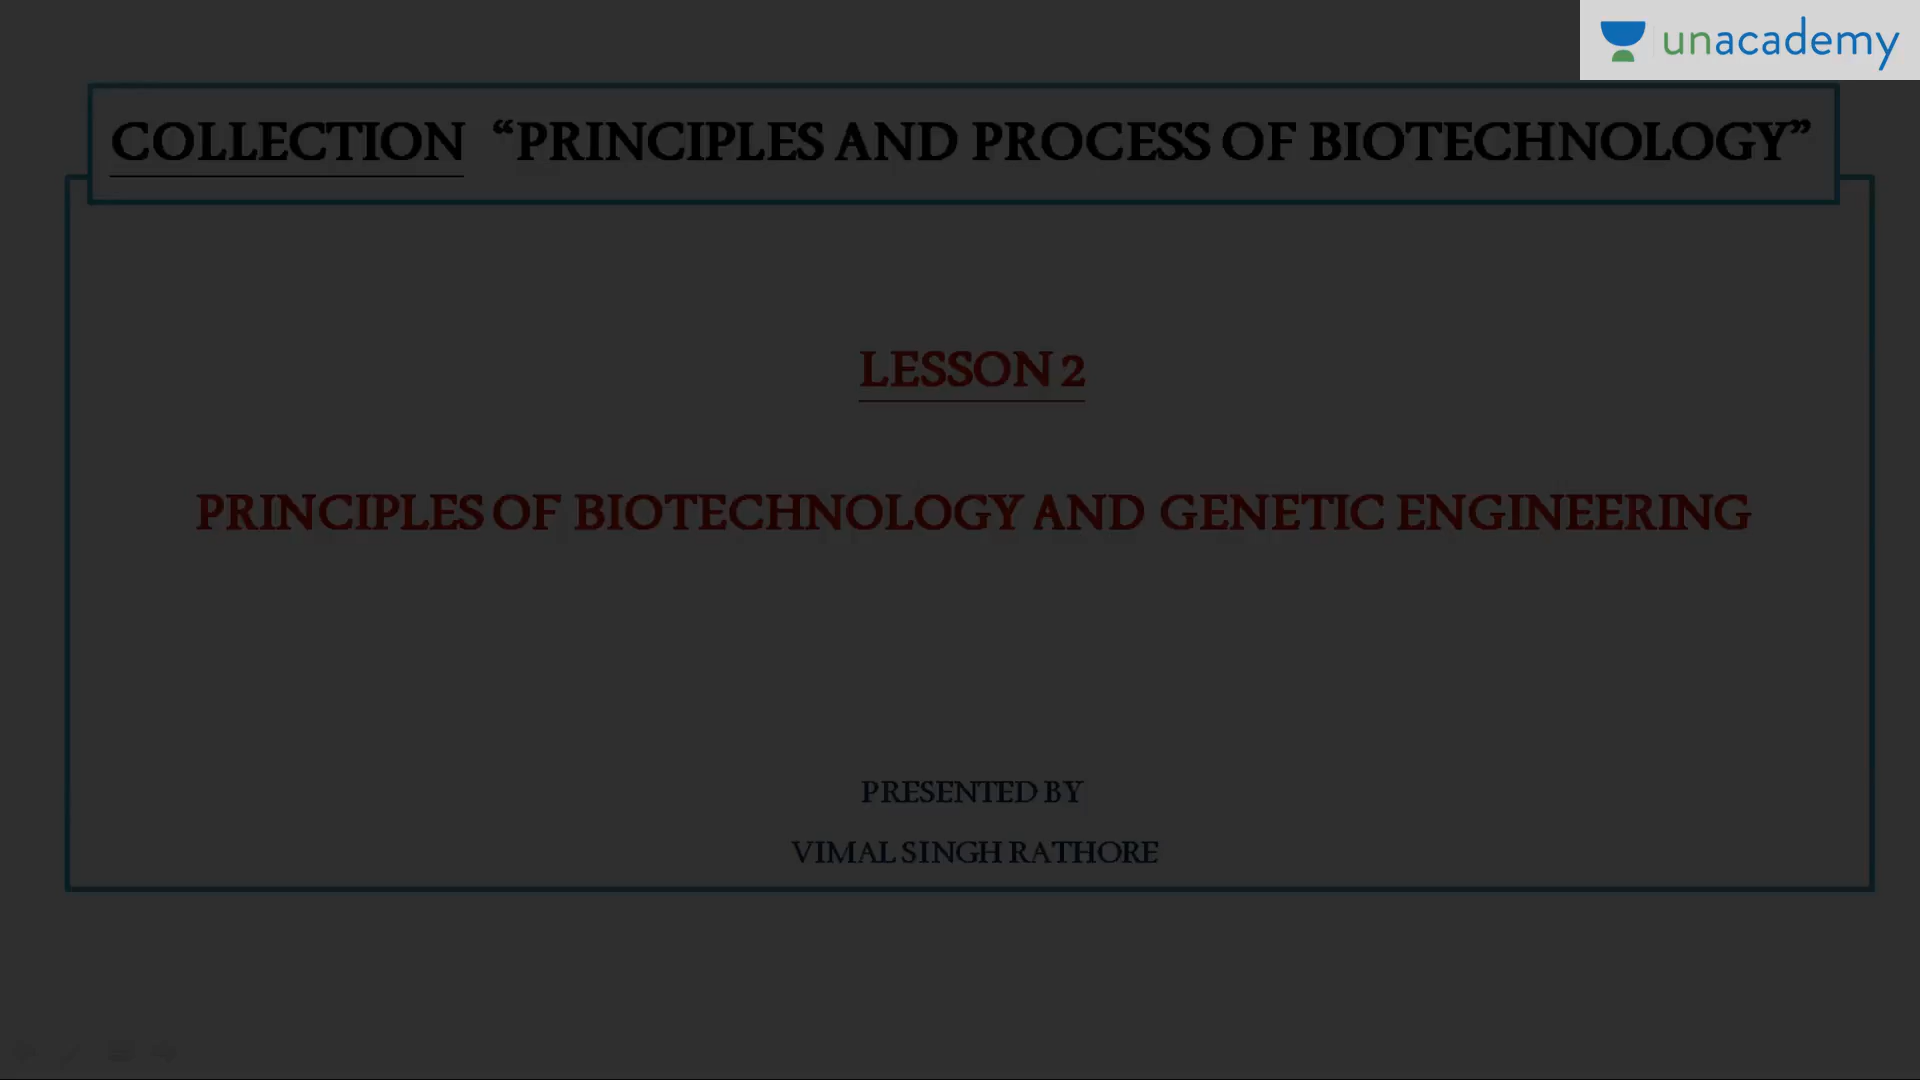 unacademy
COLLECTION “PRINCIPLES AND PROCESS OF BIOTECHNOLOGY”
LESSON 2
PRINCIPLES OF BIOTECHNOLOGY AND GENETIC ENGINEERING
PRESENTED BY
VIMAL SINGH RATHORE